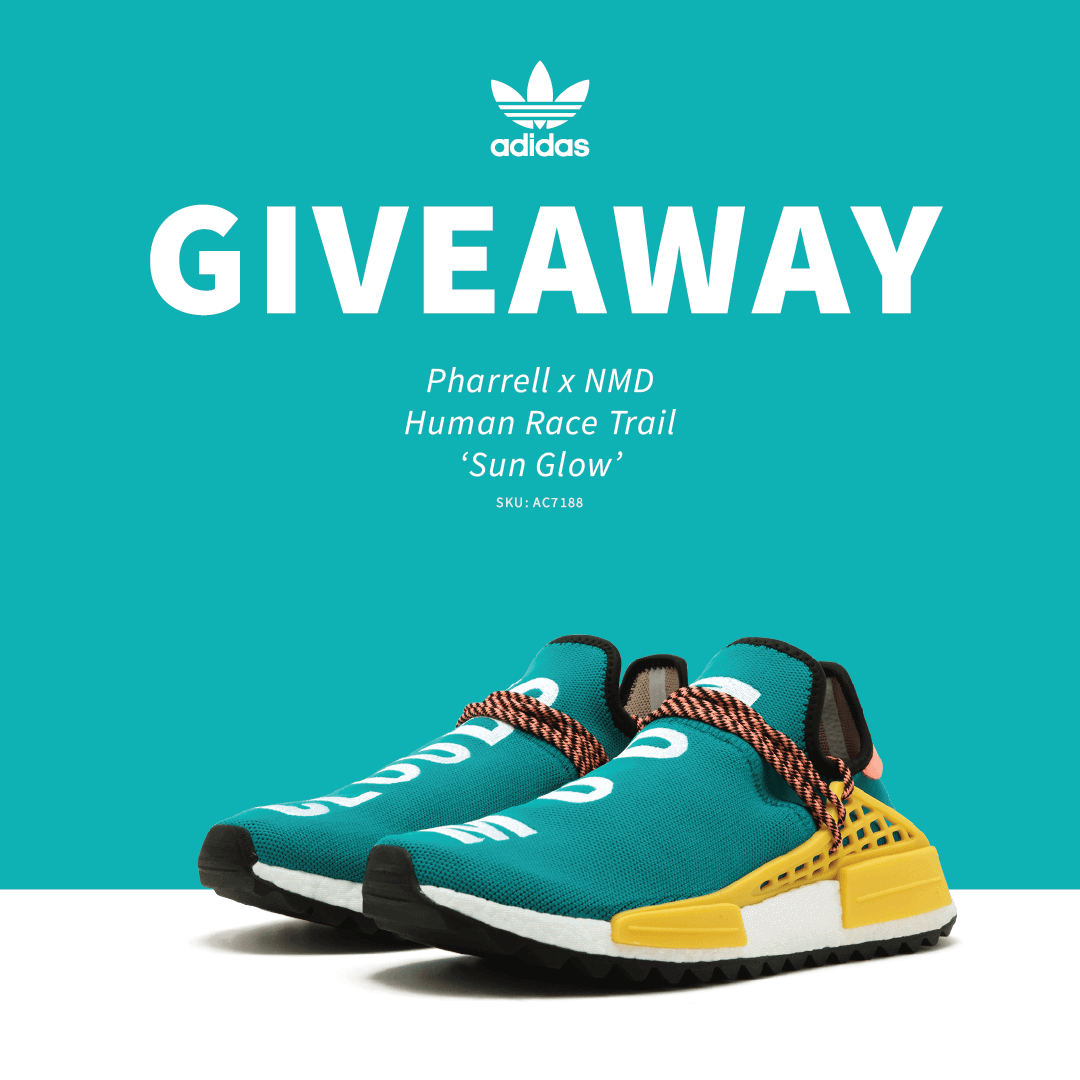 adidas
GIVEAWAY
Pharrell x NMD
Human Race Trail
‘Sun Glow’
SKU: AC7188